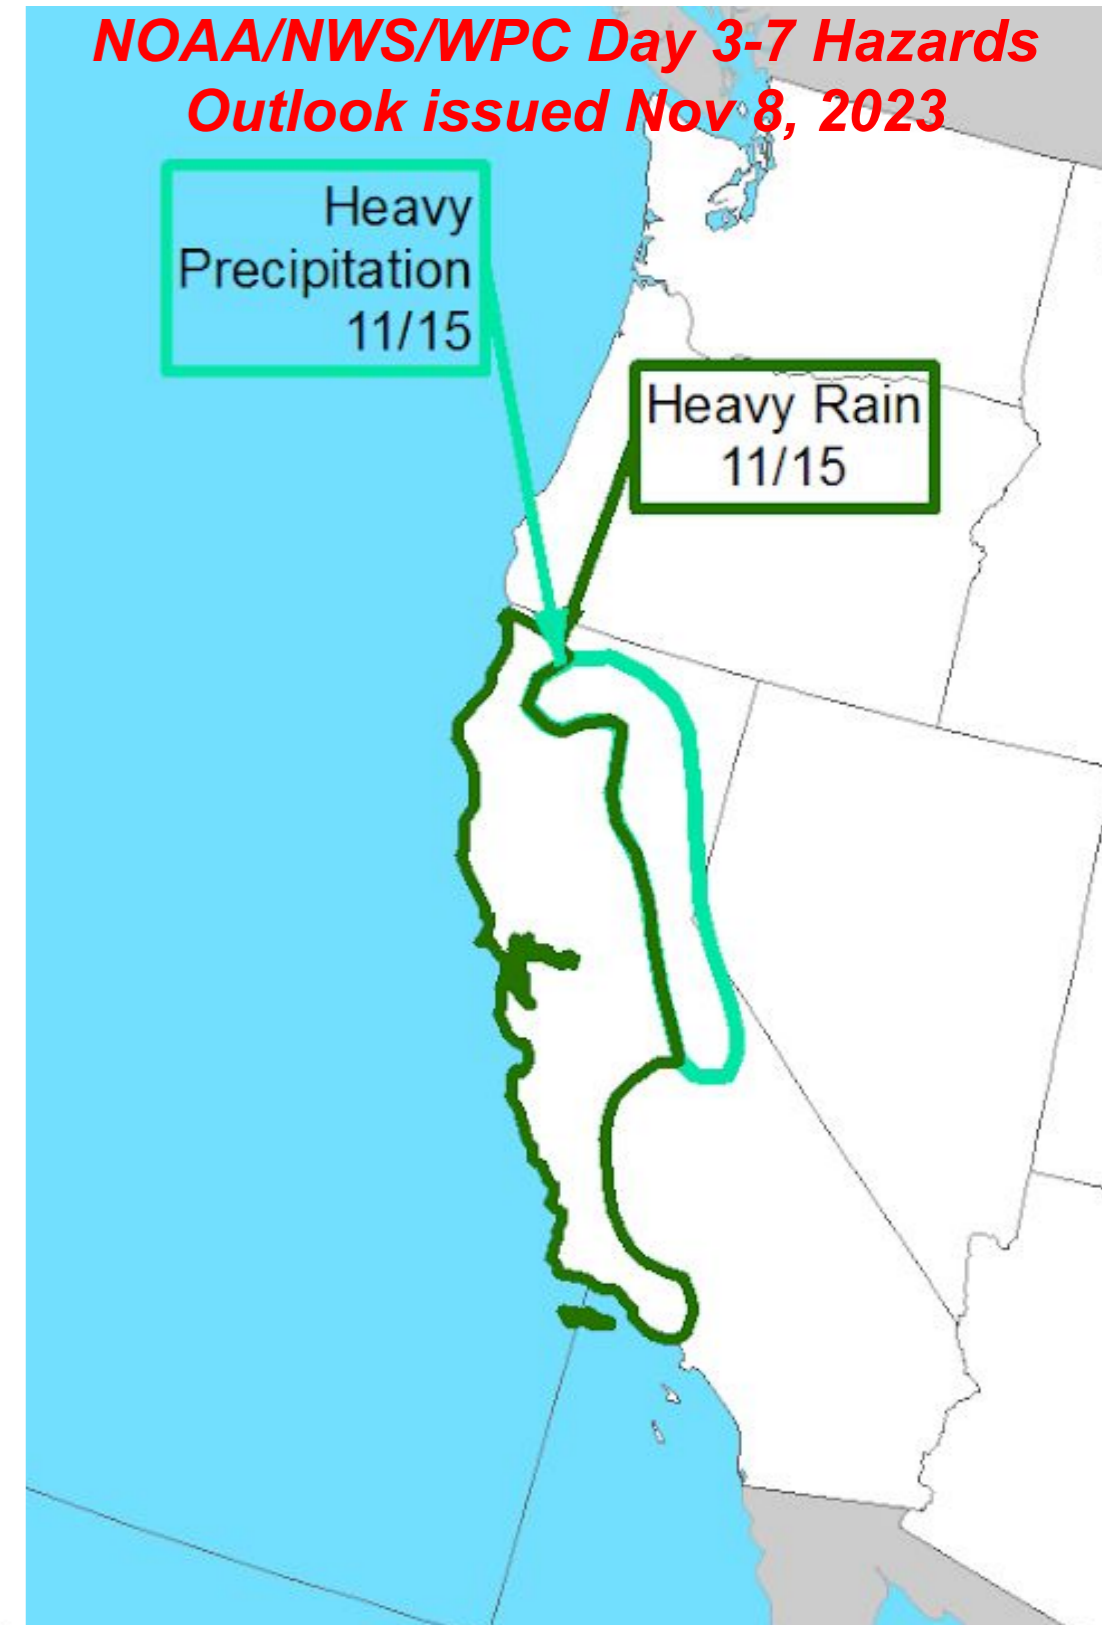 NOAA/NWS/WPC Day 3-7 Hazards
Outlook issued Nov 8, 2023
Heavy
Precipitation
11/15
Heavy Rain
11/15